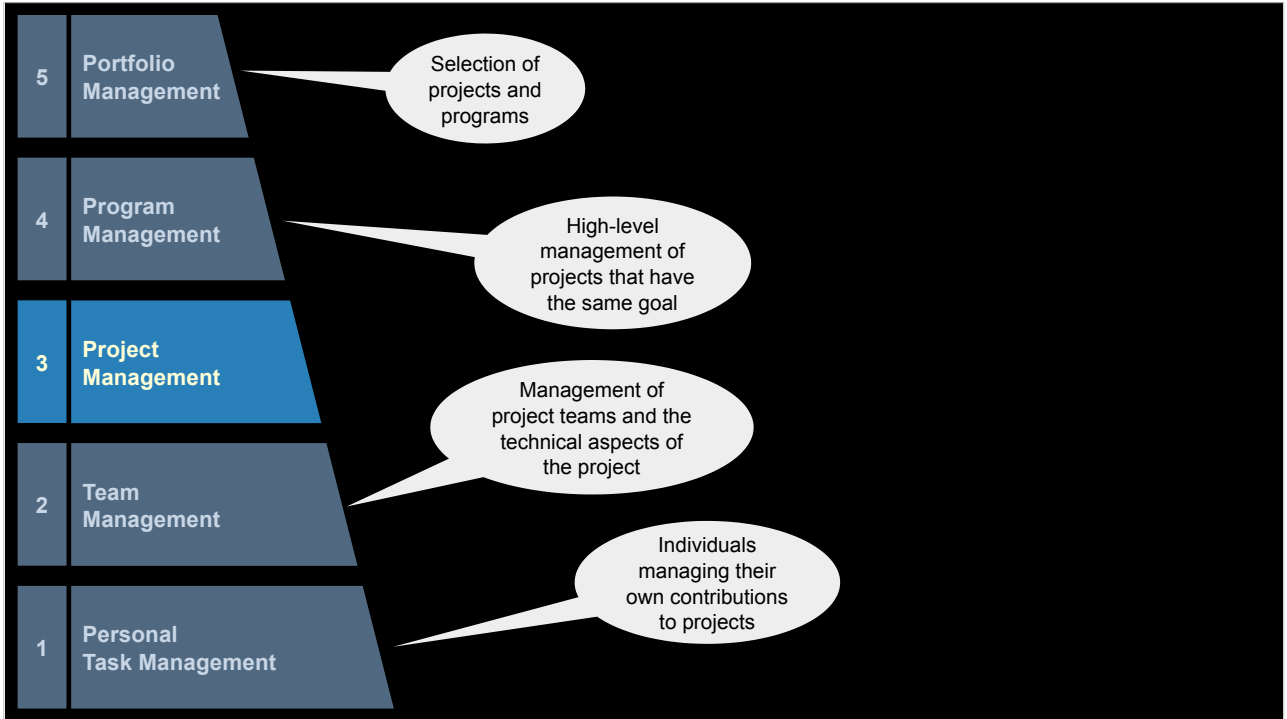 5
Portfolio
Management
Selection of
projects and
programs
4
Program
Management
High-level
management of
projects that have
the same goal
3
Project
Management
Management of
project teams and the
technical aspects of
the project
2
Team
Management
Individuals
managing their
own contributions
to projects
1
Personal
Task Management